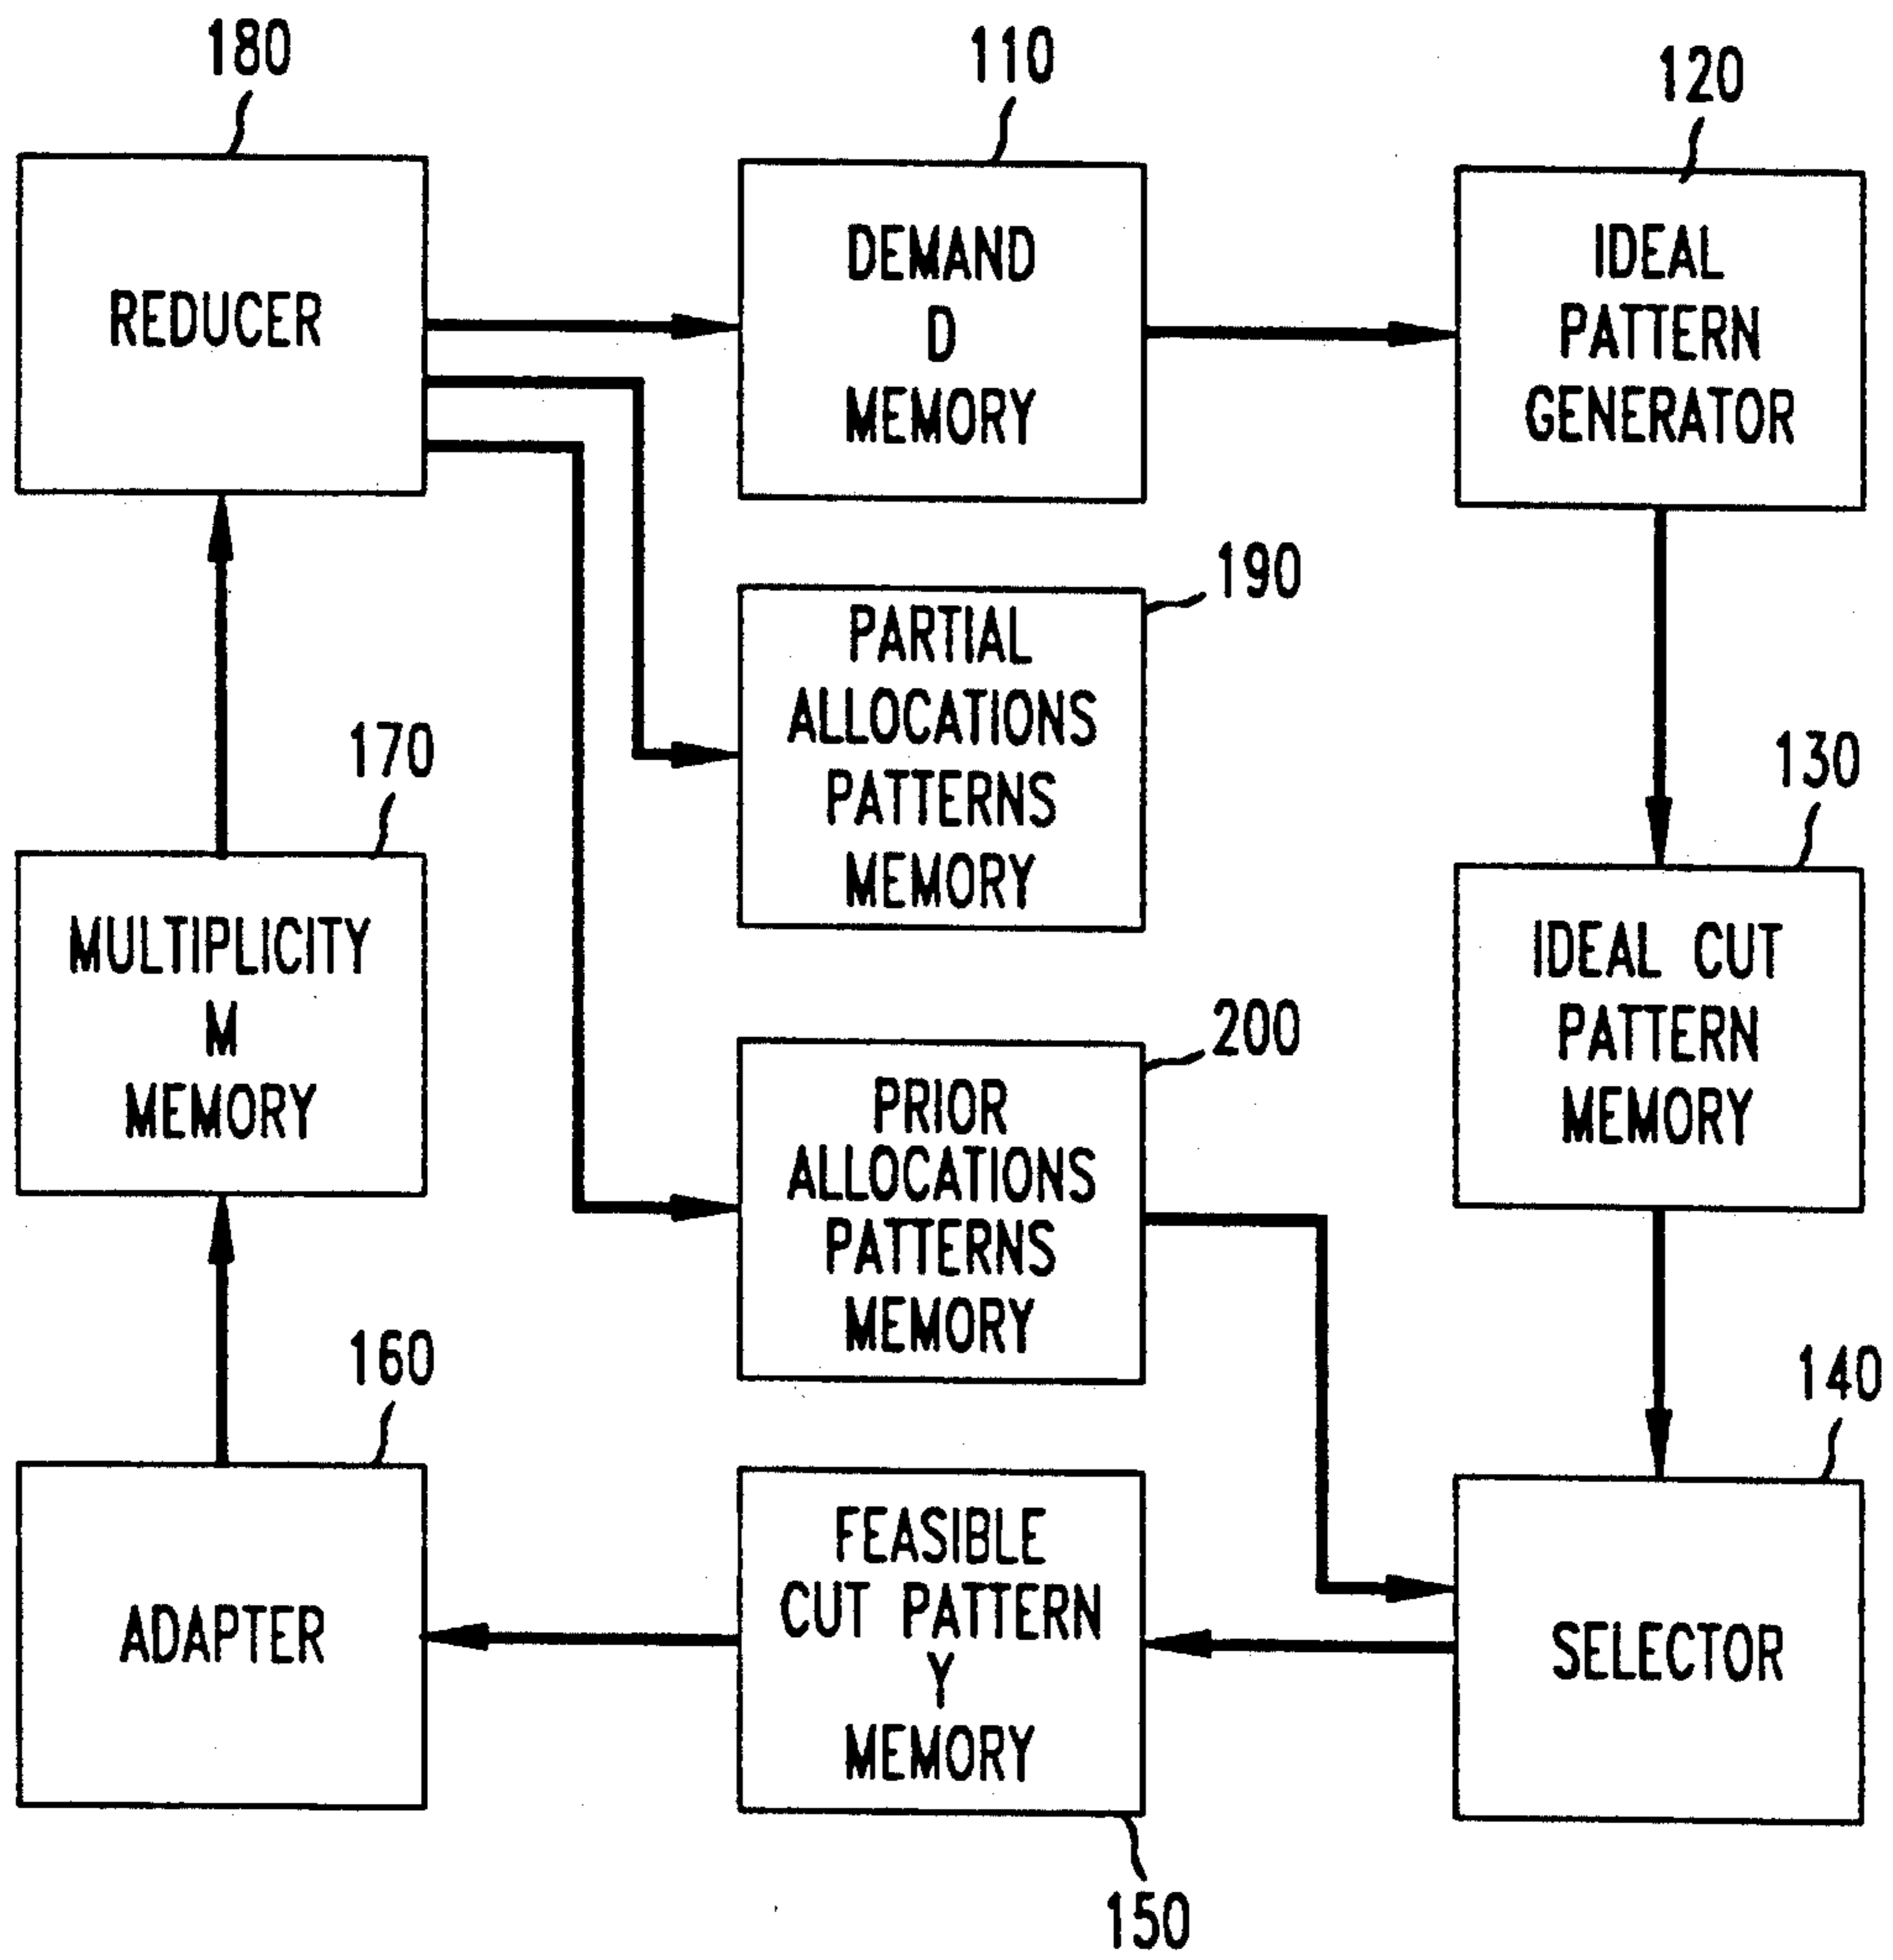 180
110
120
REDUCER
DEMAND
D
MEMORY
IDEAL
PATTERN
GENERATOR
190
PARTIAL
ALLOCATIONS
PATTERNS
MEMORY
170
130
MULTIPLICITY
M
MEMORY
IDEAL CUT
PATTERN
MEMORY
200
PRIOR
ALLOCATIONS
PATTERNS
MEMORY
160
140
ADAPTER
FEASIBLE
CUT PATTERN
Y
MEMORY
SELECTOR
150